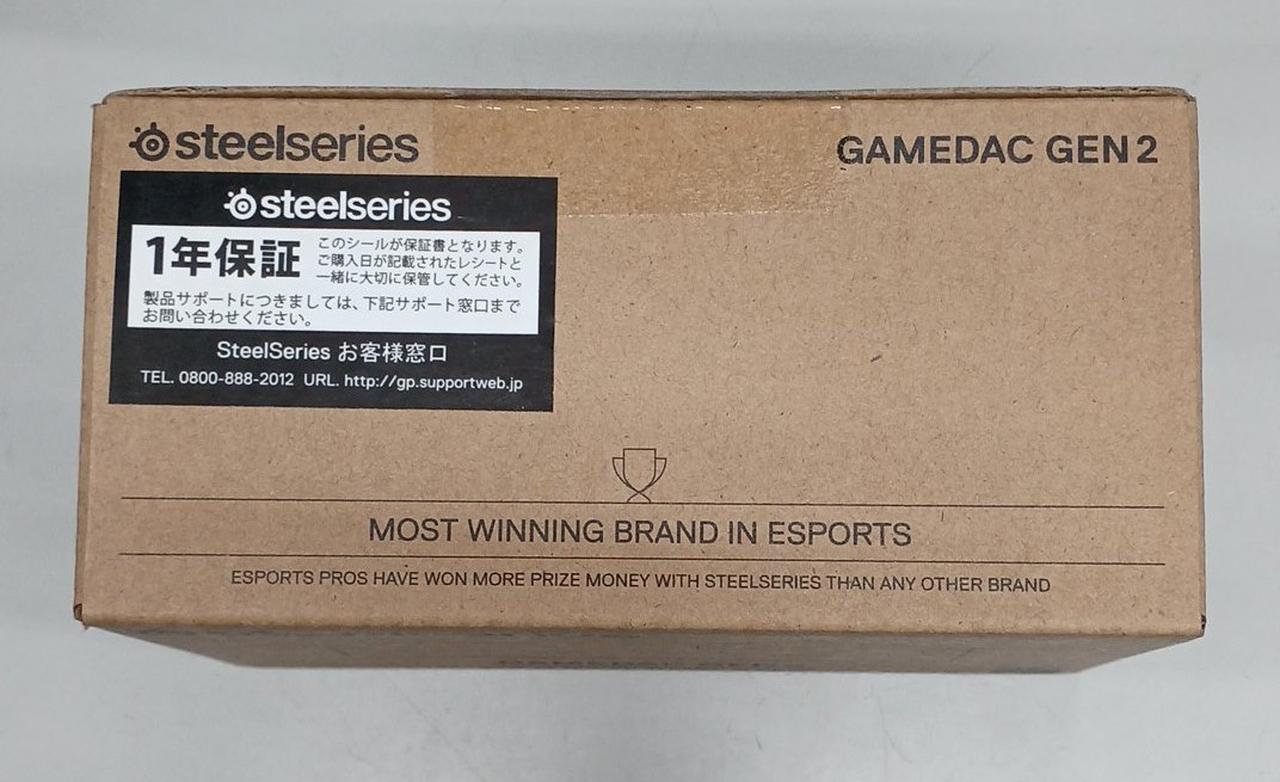 steelseries
GAMEDAC GEN 2
steelseries
1年保証
このシールが保証書となります。
ご購入日が記載されたレシートと
一緒に大切に保管してください。
製品サポートにつきましては、下記サポート窓口まで
お問い合わせください。
SteelSeries お客様窓口
TEL. 0800-888-2012 URL. http://gp.supportweb.jp
MOST WINNING BRAND IN ESPORTS
ESPORTS PROS HAVE WON MORE PRIZE MONEY WITH STEELSERIES THAN ANY OTHER BRAND